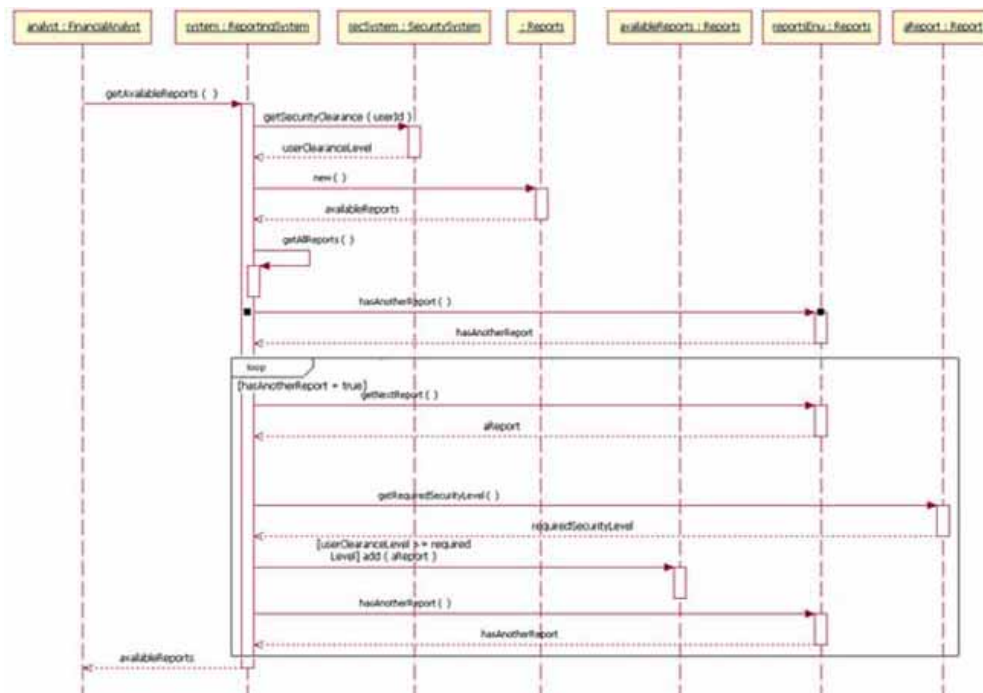 analyst : FinancialAnalyst
system : ReportingSystem
secSystem : SecuritySystem
: Reports
availableReports : Reports
reportsEnu : Reports
aReport : Report
getAvailableReports ( )
getSecurityClearance ( userId )
userClearanceLevel
new ( )
availableReports
getAllReports ( )
hasAnotherReport ( )
hasAnotherReport
loop
[hasAnotherReport = true]
getNextReport ( )
aReport
getRequiredSecurityLevel ( )
requiredSecurityLevel
[userClearanceLevel >= required
Level] add ( aReport )
hasAnotherReport ( )
hasAnotherReport
availableReports